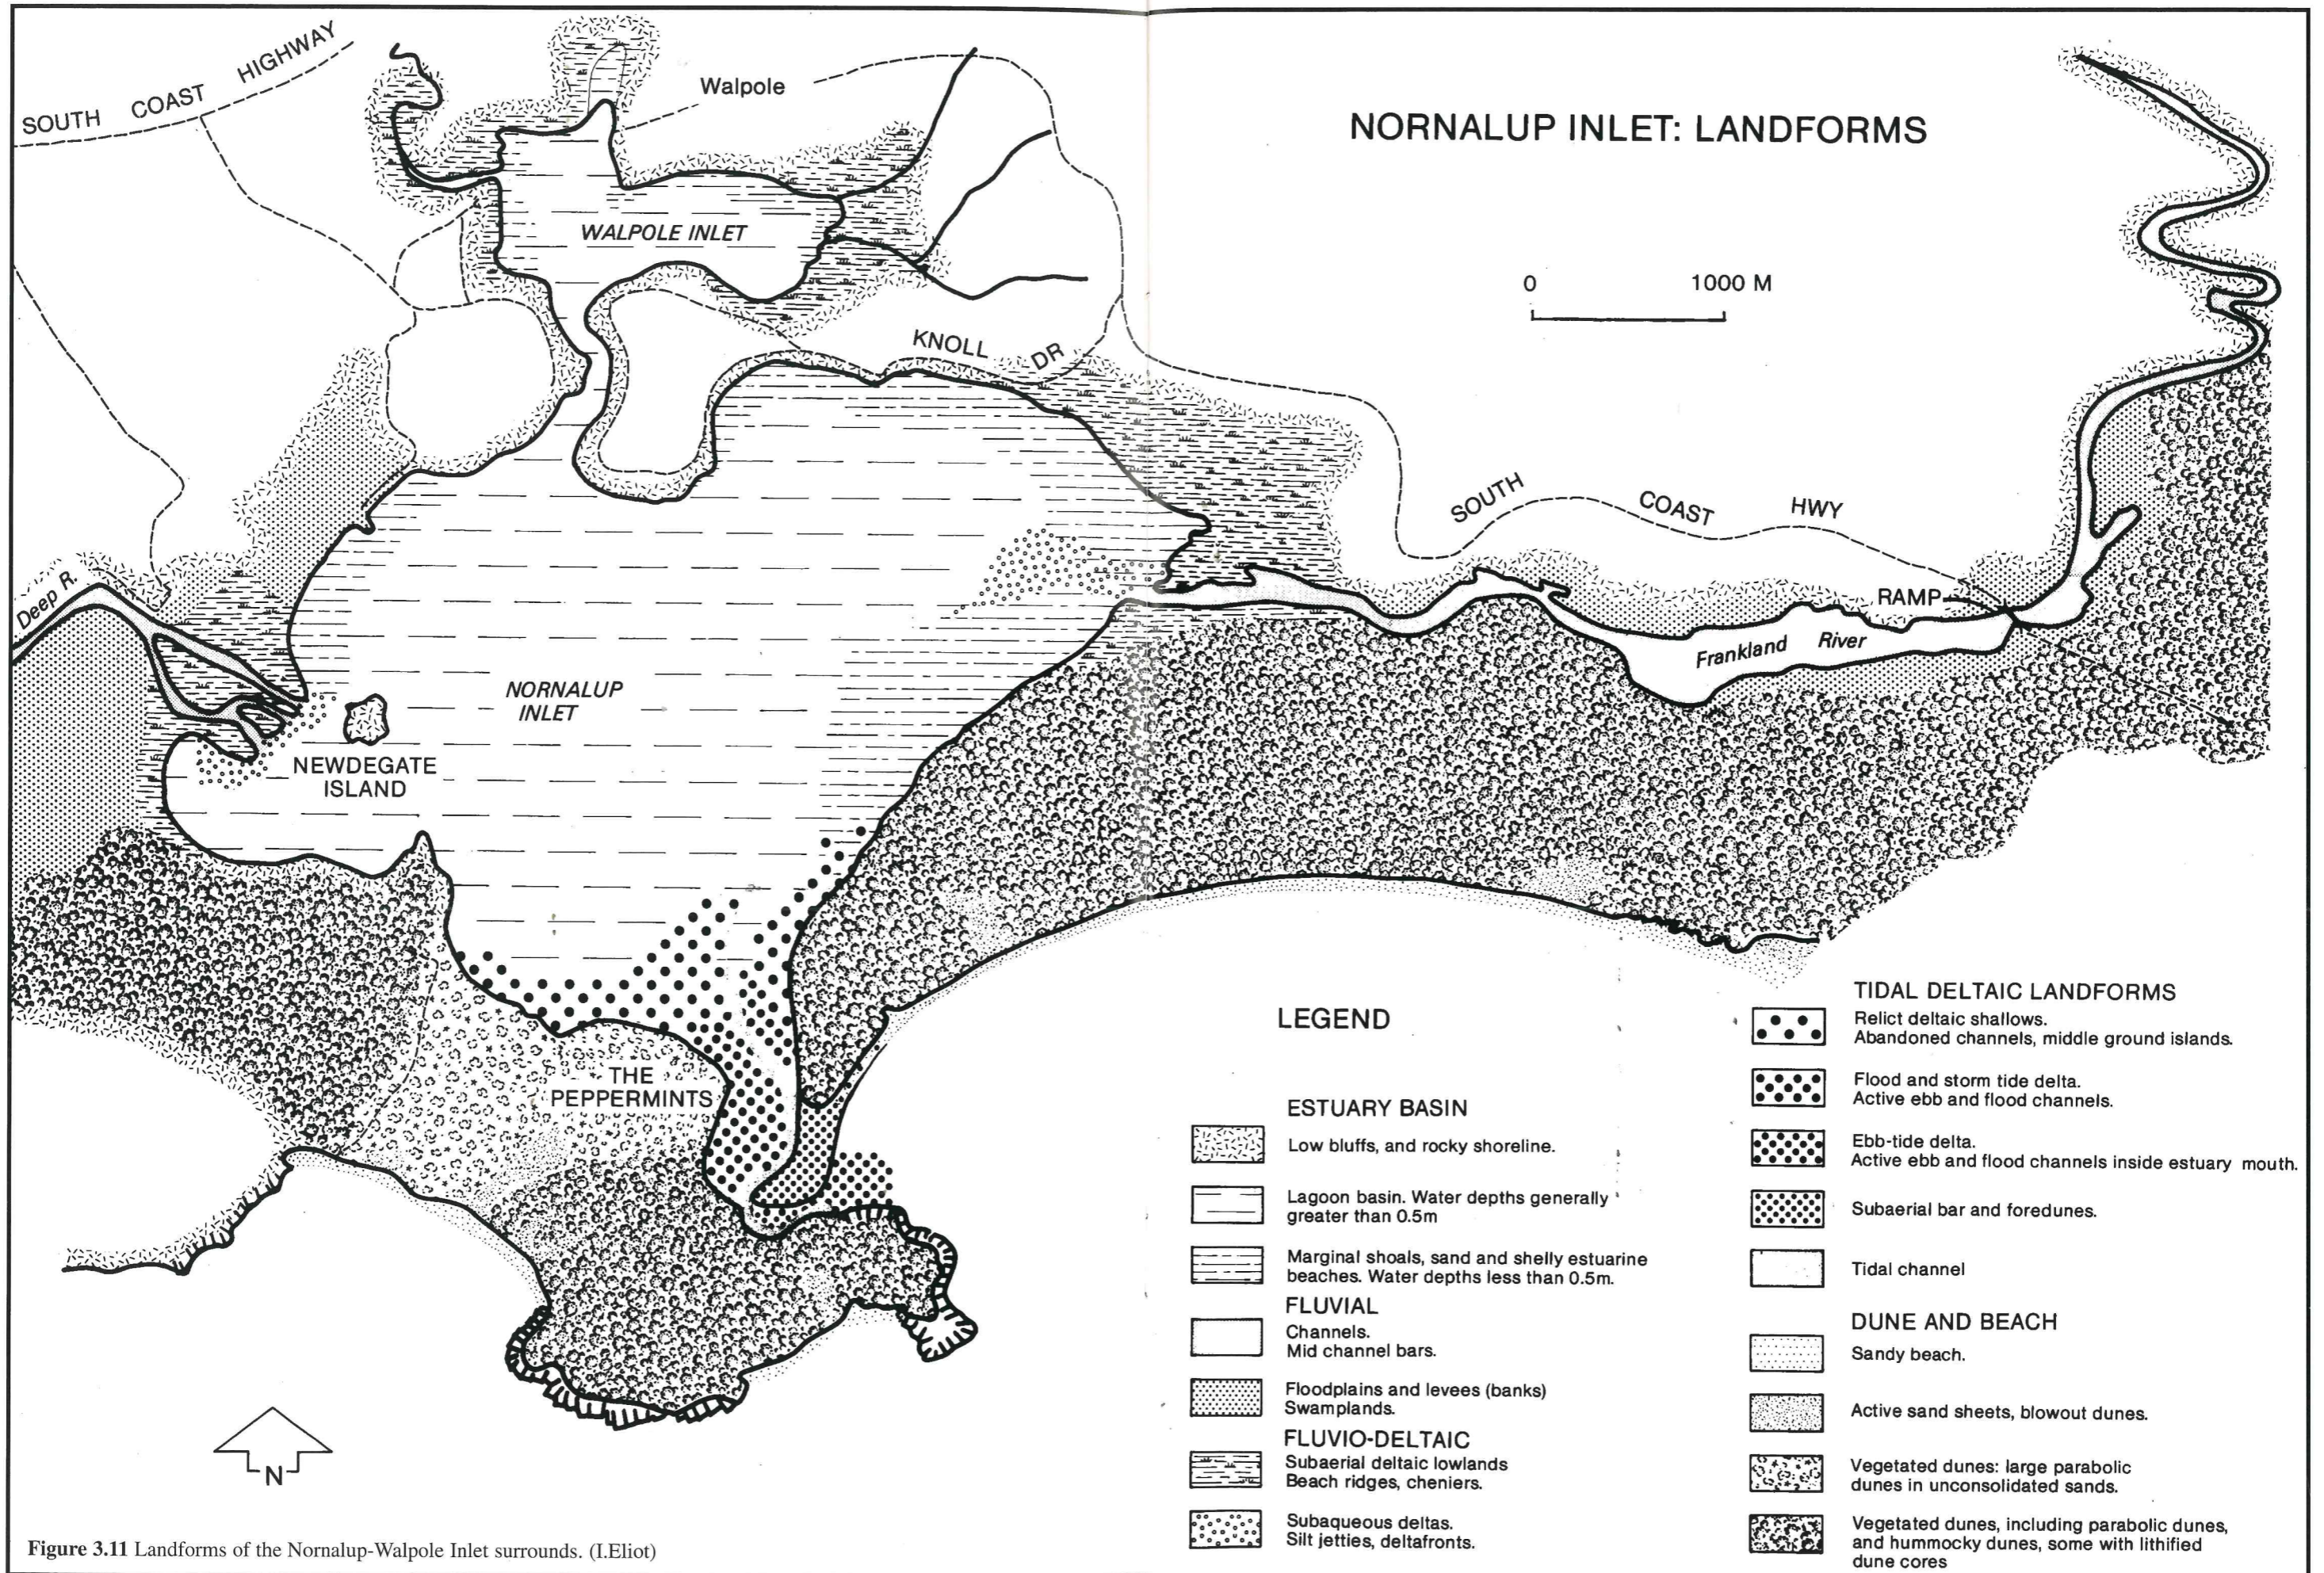 NORNALUP INLET: LANDFORMS
SOUTH COAST HIGHWAY
Walpole
WALPOLE INLET
KNOLL DR
0 1000 M
SOUTH COAST HWY
Deep R.
RAMP
Frankland River
NORNALUP
INLET
NEWDEGATE
ISLAND
THE
PEPPERMINTS
N
LEGEND
ESTUARY BASIN
Low bluffs, and rocky shoreline.
Lagoon basin. Water depths generally
greater than 0.5m
Marginal shoals, sand and shelly estuarine
beaches. Water depths less than 0.5m.
FLUVIAL
Channels.
Mid channel bars.
Floodplains and levees (banks)
Swamplands.
FLUVIO-DELTAIC
Subaerial deltaic lowlands
Beach ridges, cheniers.
Subaqueous deltas.
Silt jetties, deltafronts.
TIDAL DELTAIC LANDFORMS
Relict deltaic shallows.
Abandoned channels, middle ground islands.
Flood and storm tide delta.
Active ebb and flood channels.
Ebb-tide delta.
Active ebb and flood channels inside estuary mouth.
Subaerial bar and foredunes.
Tidal channel
DUNE AND BEACH
Sandy beach.
Active sand sheets, blowout dunes.
Vegetated dunes: large parabolic
dunes in unconsolidated sands.
Vegetated dunes, including parabolic dunes,
and hummocky dunes, some with lithified
dune cores
Figure 3.11 Landforms of the Nornalup-Walpole Inlet surrounds. (I.Eliot)